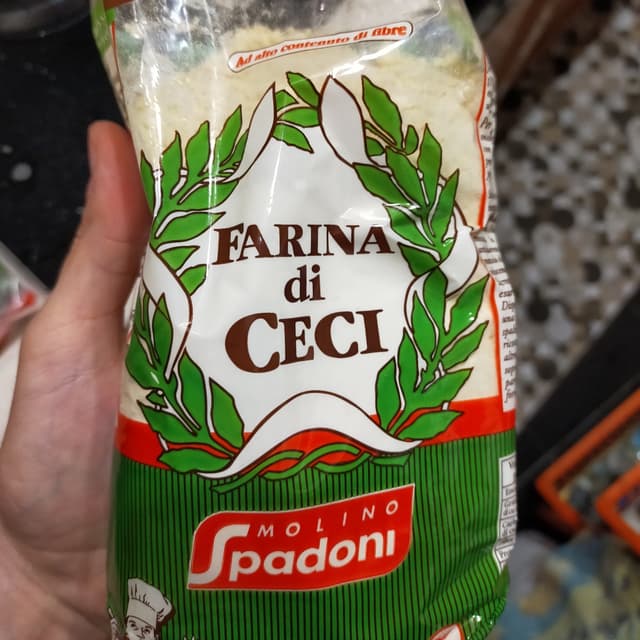 Ad alto contenuto di fibre
FARINA
di
CECI
MOLINO
Spadoni